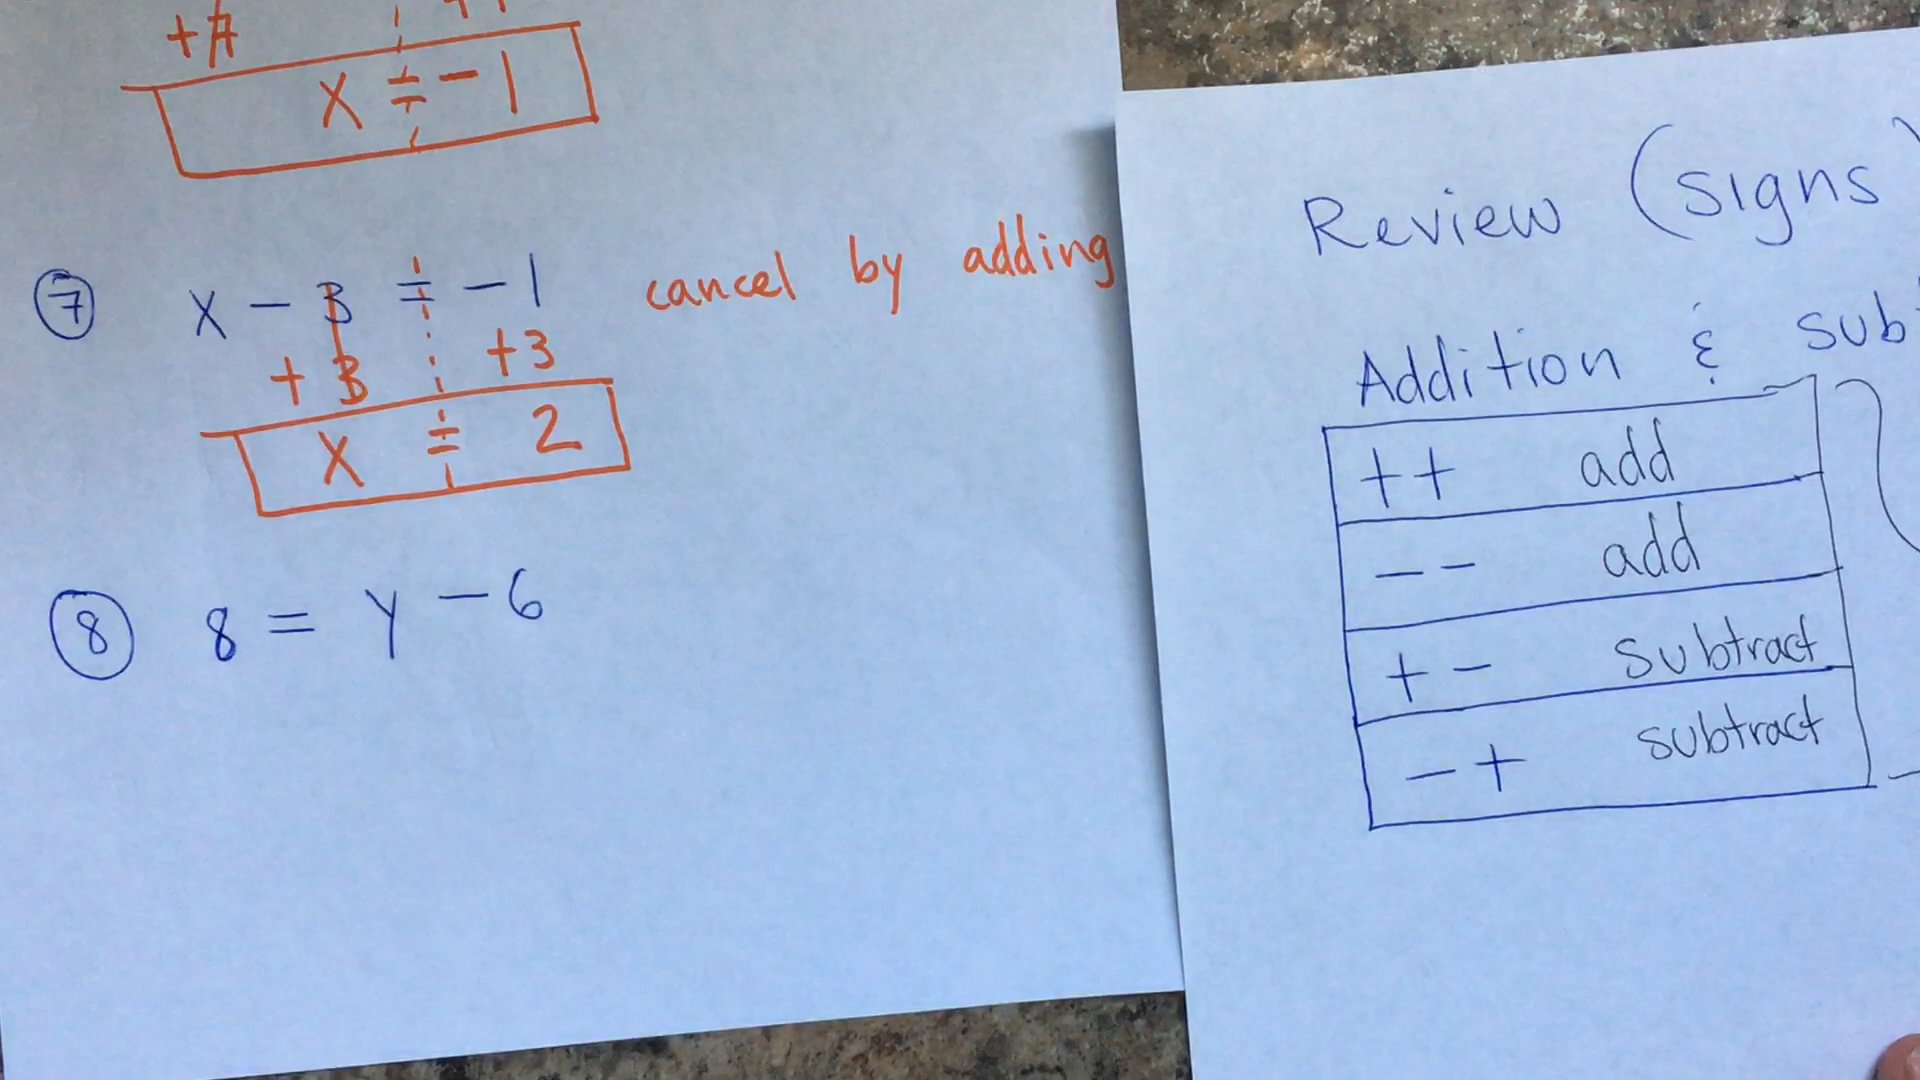 +4
x = -1
7 x - 3 = -1 cancel by adding
+3 +3
x = 2
8 8 = y - 6
Review (signs)
Addition & sub
++ add
-- add
+- subtract
-+ subtract